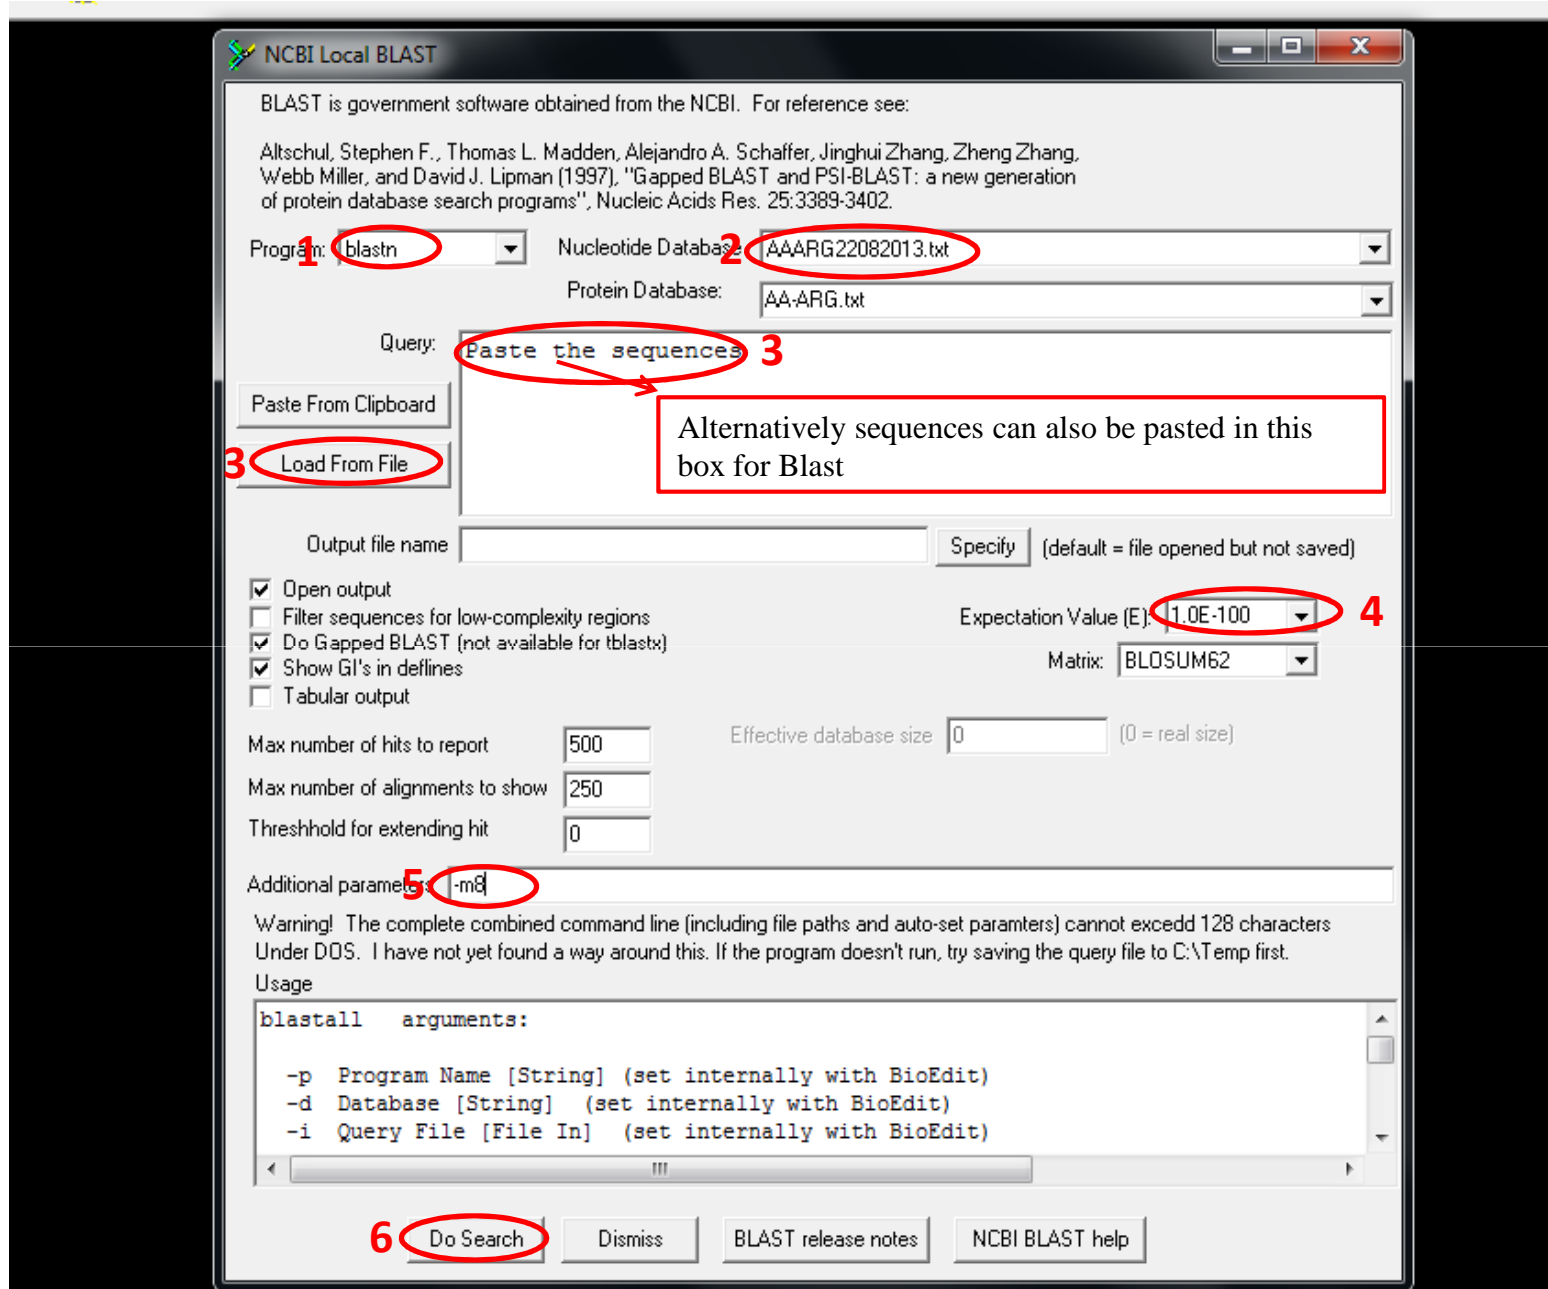 NCBI Local BLAST
BLAST is government software obtained from the NCBI. For reference see:
Altschul, Stephen F., Thomas L. Madden, Alejandro A. Schaffer, Jinghui Zhang, Zheng Zhang,
Webb Miller, and David J. Lipman (1997), "Gapped BLAST and PSI-BLAST: a new generation
of protein database search programs", Nucleic Acids Res. 25:3389-3402.
Program: 1 blastn Nucleotide Database 2 AAARG22082013.txt
Protein Database: AA-ARG.txt
Query: Paste the sequences 3
Paste From Clipboard
Alternatively sequences can also be pasted in this
box for Blast
3 Load From File
Output file name Specify (default = file opened but not saved)
Open output
Filter sequences for low-complexity regions
Expectation Value (E): 1.0E-100 4
Do Gapped BLAST (not available for tblastx)
Show GI's in deflines
Matrix: BLOSUM62
Tabular output
Max number of hits to report 500
Effective database size 0 (0 = real size)
Max number of alignments to show 250
Threshhold for extending hit 0
Additional parameters 5 -m8
Warning! The complete combined command line (including file paths and auto-set paramters) cannot excedd 128 characters
Under DOS. I have not yet found a way around this. If the program doesn't run, try saving the query file to C:\Temp first.
Usage
blastall arguments:
-p Program Name [String] (set internally with BioEdit)
-d Database [String] (set internally with BioEdit)
-i Query File [File In] (set internally with BioEdit)
6 Do Search Dismiss BLAST release notes NCBI BLAST help